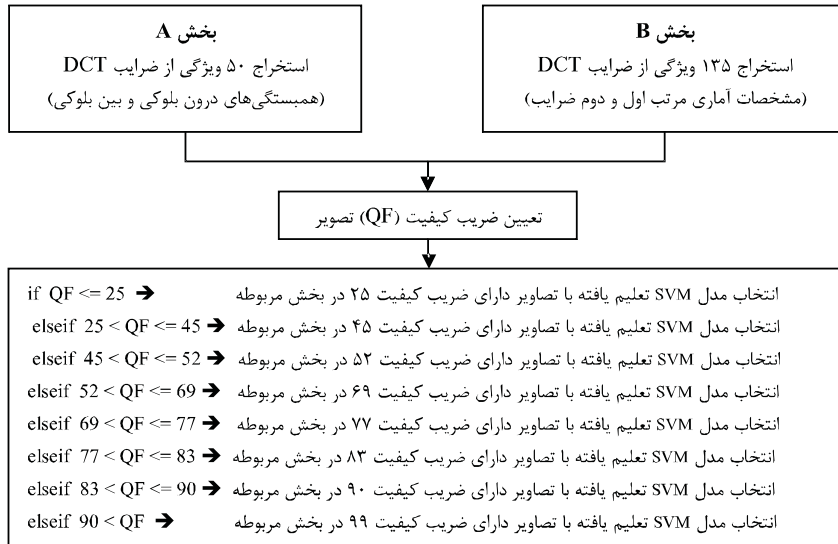 بخش A
استخراج ۵۰ ویژگی از ضرایب DCT
(همبستگی‌های درون بلوکی و بین بلوکی)
بخش B
استخراج ۱۳۵ ویژگی از ضرایب DCT
(مشخصات آماری مرتب اول و دوم ضرایب)
تعیین ضریب کیفیت (QF) تصویر
if QF <= 25 ➔ انتخاب مدل SVM تعلیم یافته با تصاویر دارای ضریب کیفیت ۲۵ در بخش مربوطه
elseif 25 < QF <= 45 ➔ انتخاب مدل SVM تعلیم یافته با تصاویر دارای ضریب کیفیت ۴۵ در بخش مربوطه
elseif 45 < QF <= 52 ➔ انتخاب مدل SVM تعلیم یافته با تصاویر دارای ضریب کیفیت ۵۲ در بخش مربوطه
elseif 52 < QF <= 69 ➔ انتخاب مدل SVM تعلیم یافته با تصاویر دارای ضریب کیفیت ۶۹ در بخش مربوطه
elseif 69 < QF <= 77 ➔ انتخاب مدل SVM تعلیم یافته با تصاویر دارای ضریب کیفیت ۷۷ در بخش مربوطه
elseif 77 < QF <= 83 ➔ انتخاب مدل SVM تعلیم یافته با تصاویر دارای ضریب کیفیت ۸۳ در بخش مربوطه
elseif 83 < QF <= 90 ➔ انتخاب مدل SVM تعلیم یافته با تصاویر دارای ضریب کیفیت ۹۰ در بخش مربوطه
elseif 90 < QF ➔ انتخاب مدل SVM تعلیم یافته با تصاویر دارای ضریب کیفیت ۹۹ در بخش مربوطه